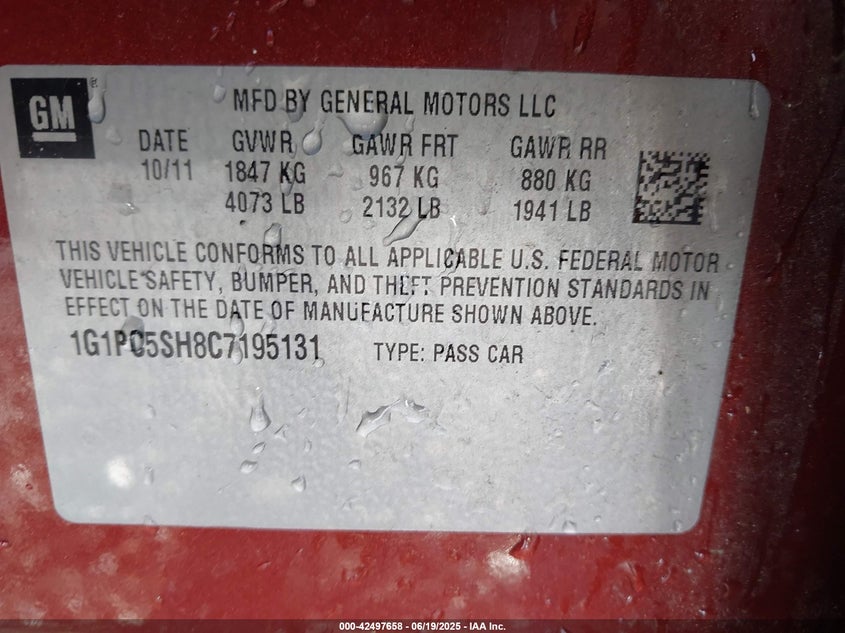 GM
MFD BY GENERAL MOTORS LLC
DATE GVWR GAWR FRT GAWR RR
10/11 1847 KG 967 KG 880 KG
4073 LB 2132 LB 1941 LB
THIS VEHICLE CONFORMS TO ALL APPLICABLE U.S. FEDERAL MOTOR
VEHICLE SAFETY, BUMPER, AND THEFT PREVENTION STANDARDS IN
EFFECT ON THE DATE OF MANUFACTURE SHOWN ABOVE.
1G1PC5SH8C7195131 TYPE: PASS CAR
000-42497658 - 06/19/2025 - IAA Inc.